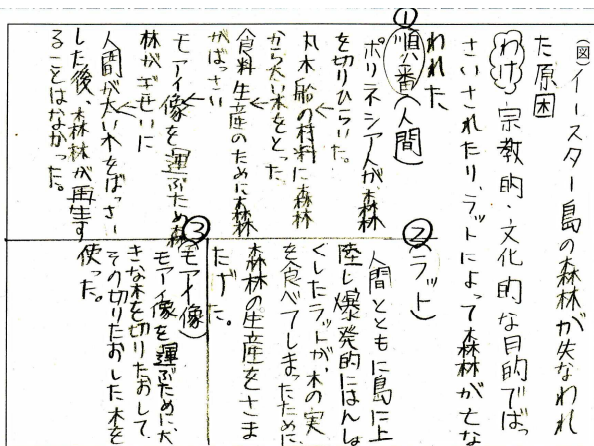 (図)イースター島の森林が失なわれ
た原因
わけ 宗教的・文化的な目的でばっ
さいされたり、ラットによって森林が亡な
われた
①順番(人間)
ポリネシア人が、森林
を切りひらいた。
丸木船の材料に森林
から太い木をとった。
食料生産のために森林
がばっさい
モアイ像を運ぶため森
林がぎせいに
人間が太い木をばっさい
した後、森林が再生す
ることはなかった。
②(ラット)
人間とともに島に上
陸し爆発的にはんしょ
くしたラットが、木の実
を食べてしまったために、
森林の生産をさま
たげた。
③(モアイ像)
モアイ像を運ぶために、大
きな木を切りたおして、
その切りたおした木を
使った。